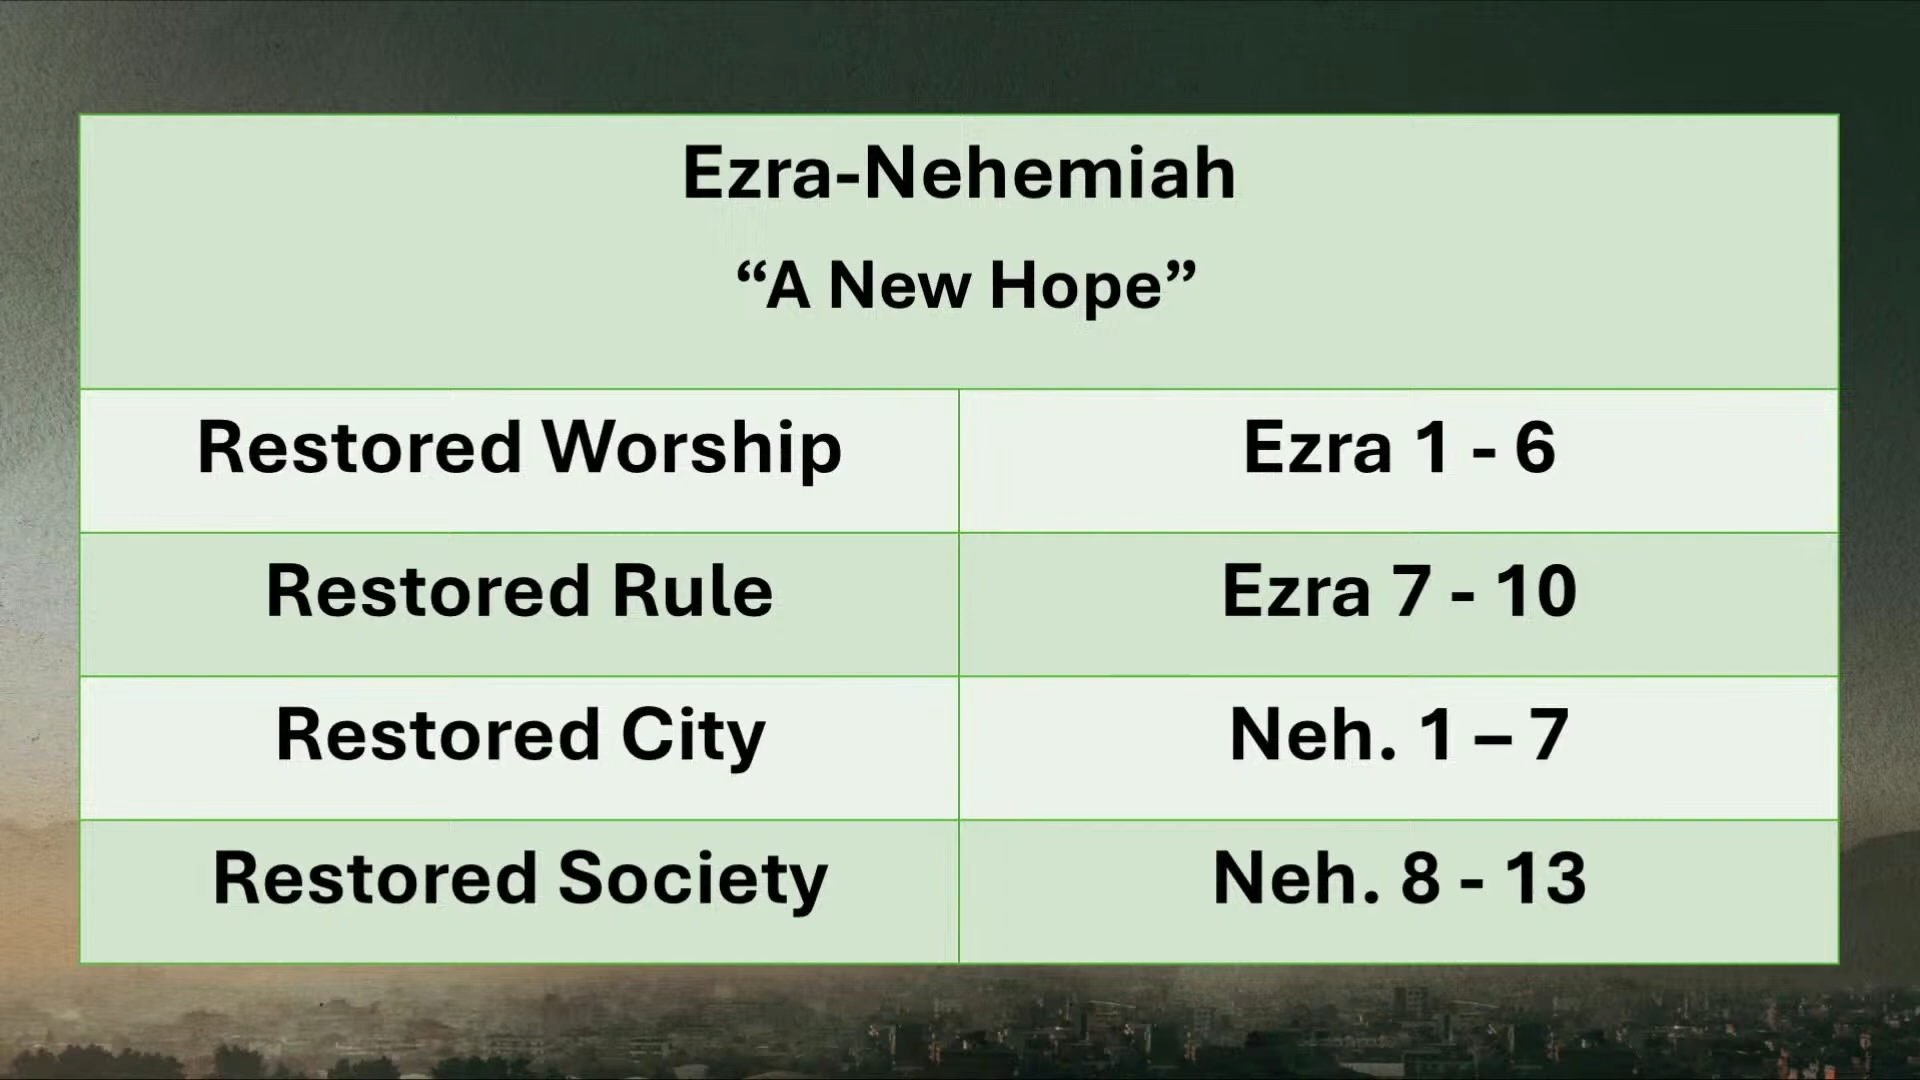 Ezra-Nehemiah
“A New Hope”
Restored Worship Ezra 1 - 6
Restored Rule Ezra 7 - 10
Restored City Neh. 1 – 7
Restored Society Neh. 8 - 13